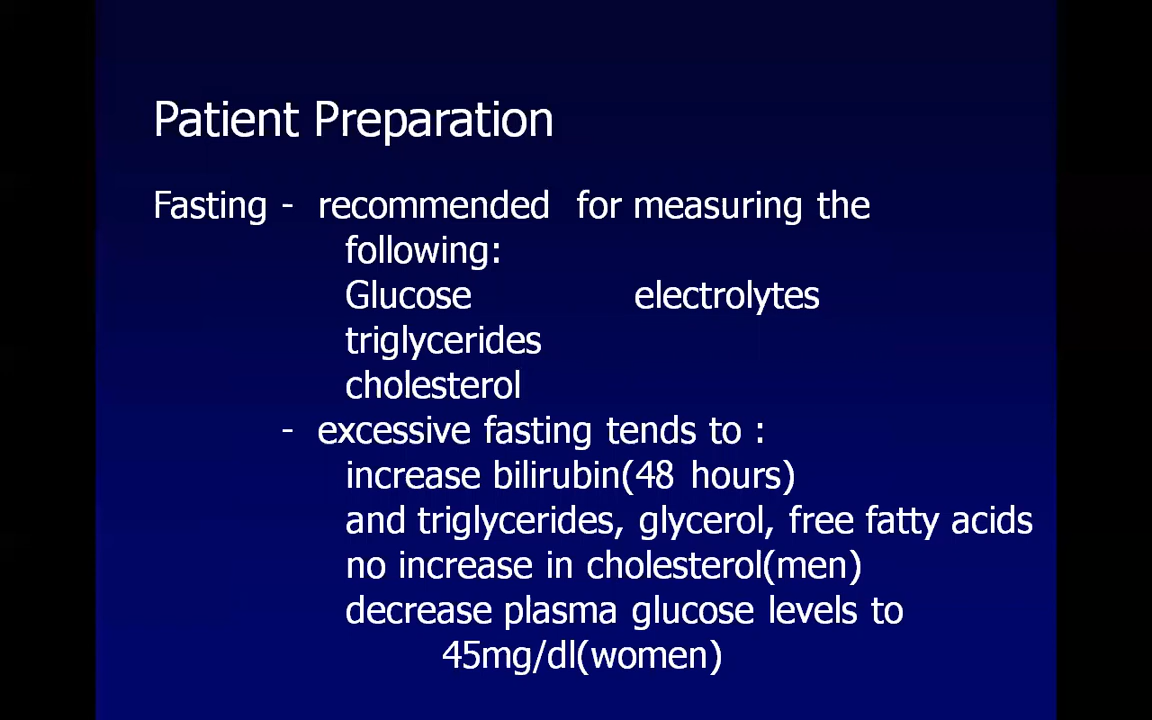 Patient Preparation
Fasting - recommended for measuring the
following:
Glucose electrolytes
triglycerides
cholesterol
- excessive fasting tends to :
increase bilirubin(48 hours)
and triglycerides, glycerol, free fatty acids
no increase in cholesterol(men)
decrease plasma glucose levels to
45mg/dl(women)